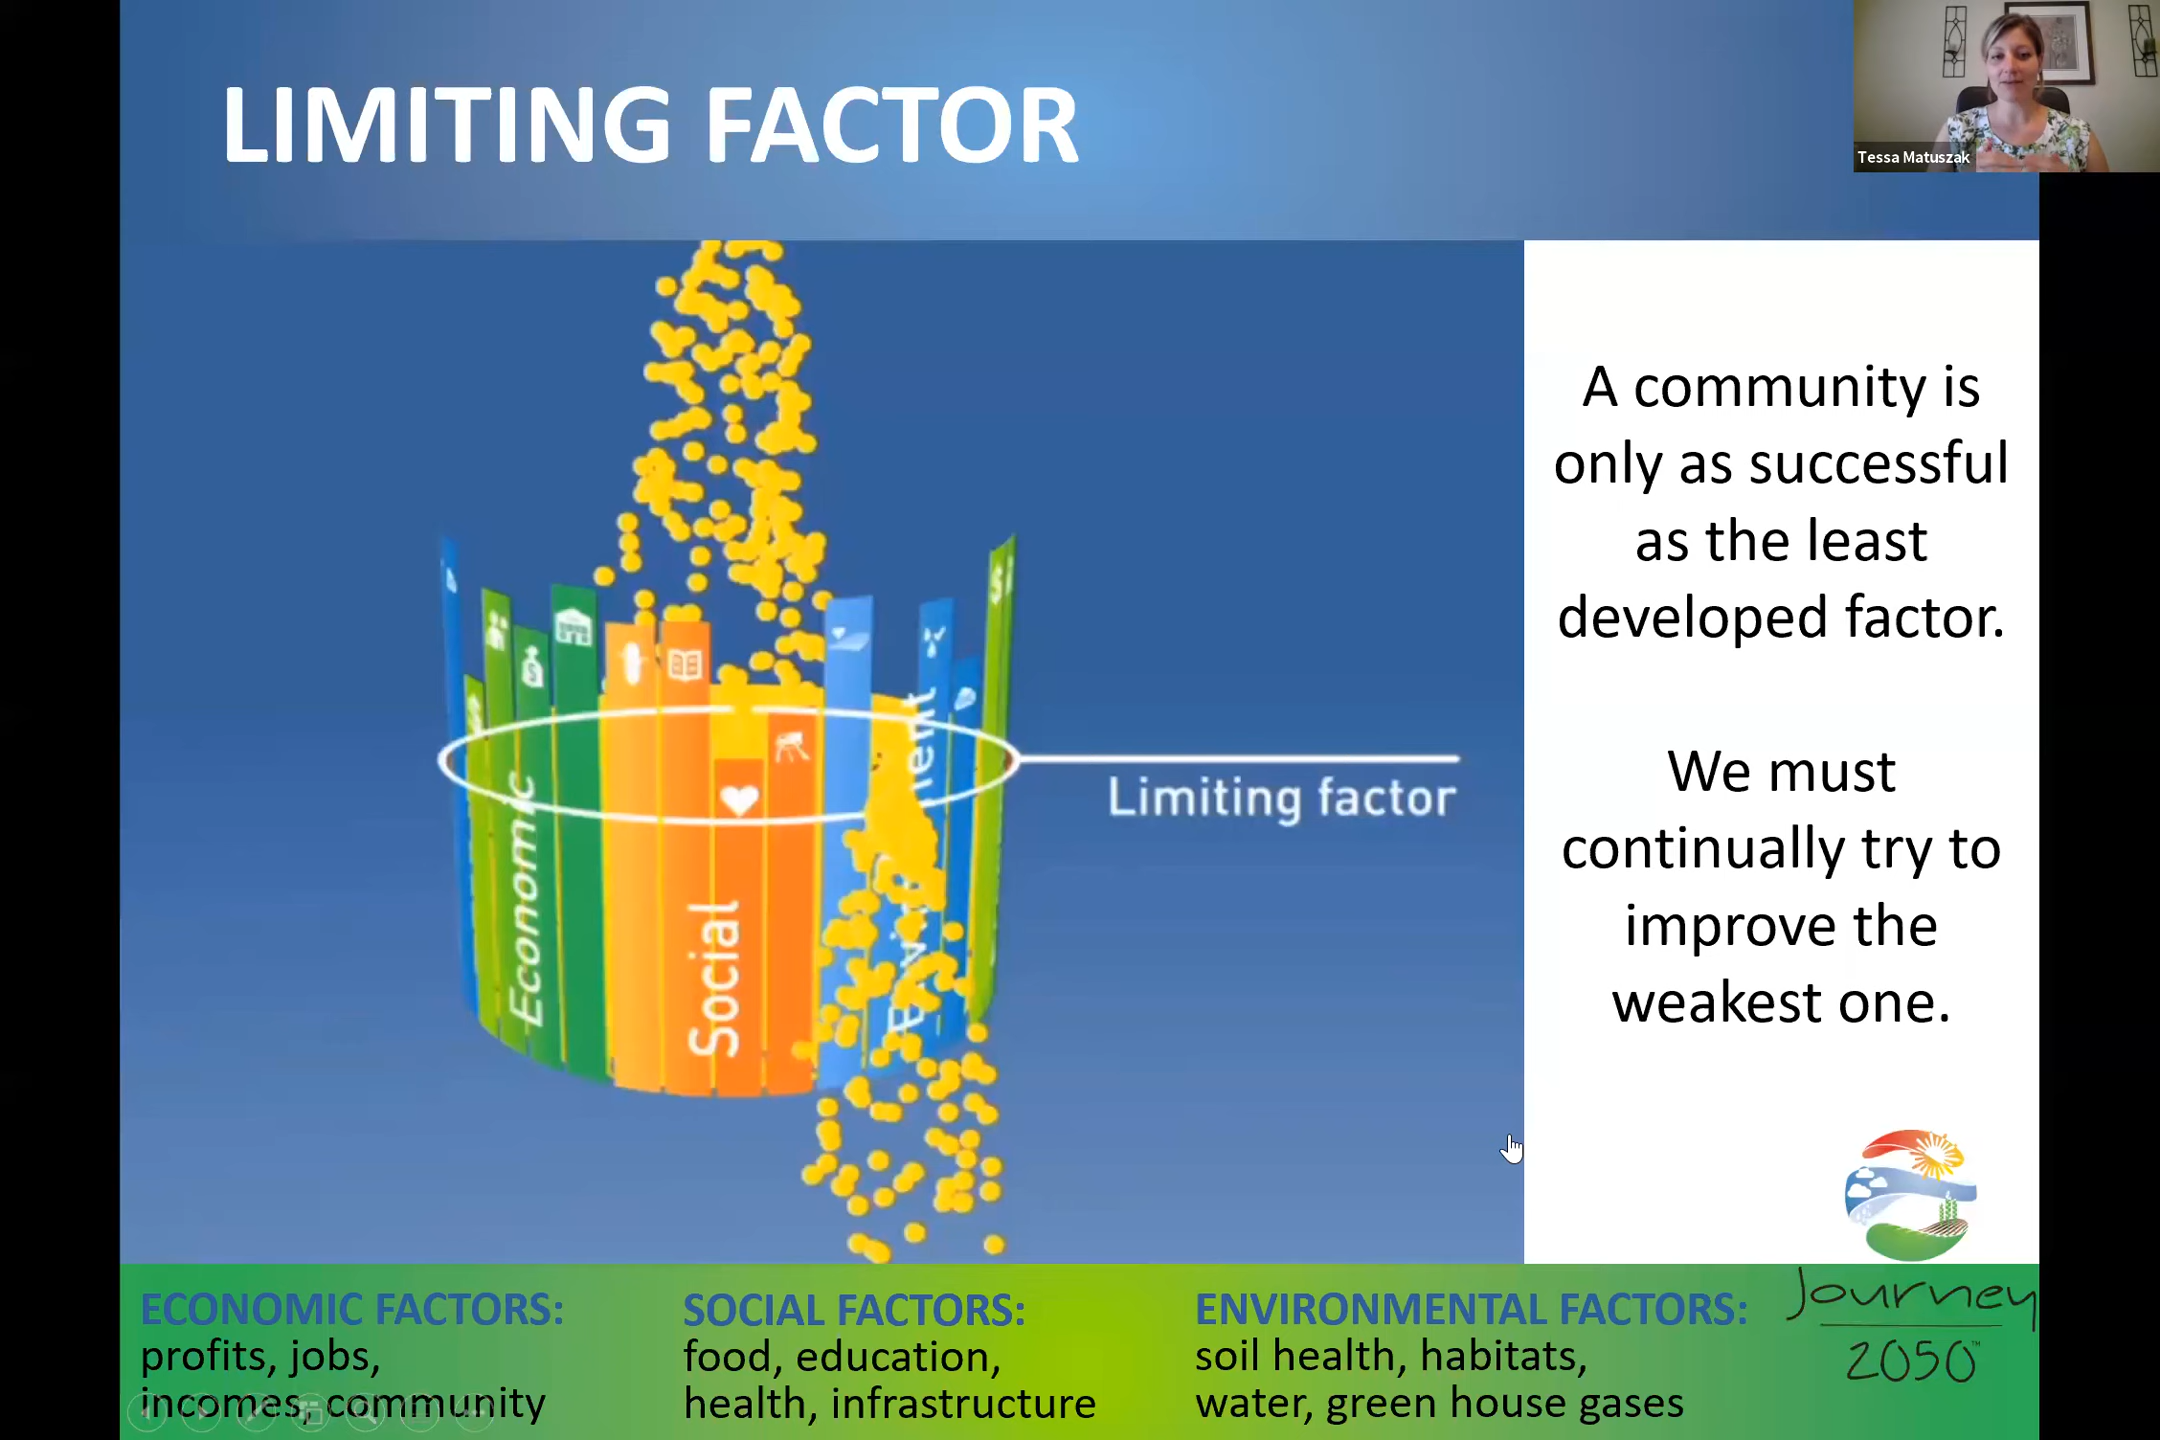 LIMITING FACTOR
Tessa Matuszak
A community is
only as successful
as the least
developed factor.
We must
continually try to
improve the
weakest one.
Limiting factor
Economic
Social
ECONOMIC FACTORS:
profits, jobs,
incomes, community
SOCIAL FACTORS:
food, education,
health, infrastructure
ENVIRONMENTAL FACTORS:
soil health, habitats,
water, green house gases
Journey
2050™